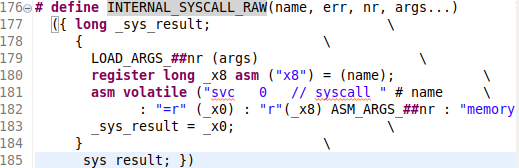 176 # define INTERNAL_SYSCALL_RAW(name, err, nr, args...) \
177 ({ long _sys_result; \
178 { \
179 LOAD_ARGS_##nr (args) \
180 register long _x8 asm ("x8") = (name); \
181 asm volatile ("svc 0 // syscall " # name \
182 : "=r" (_x0) : "r"(_x8) ASM_ARGS_##nr : "memory
183 _sys_result = _x0; \
184 } \
185 _sys_result; })